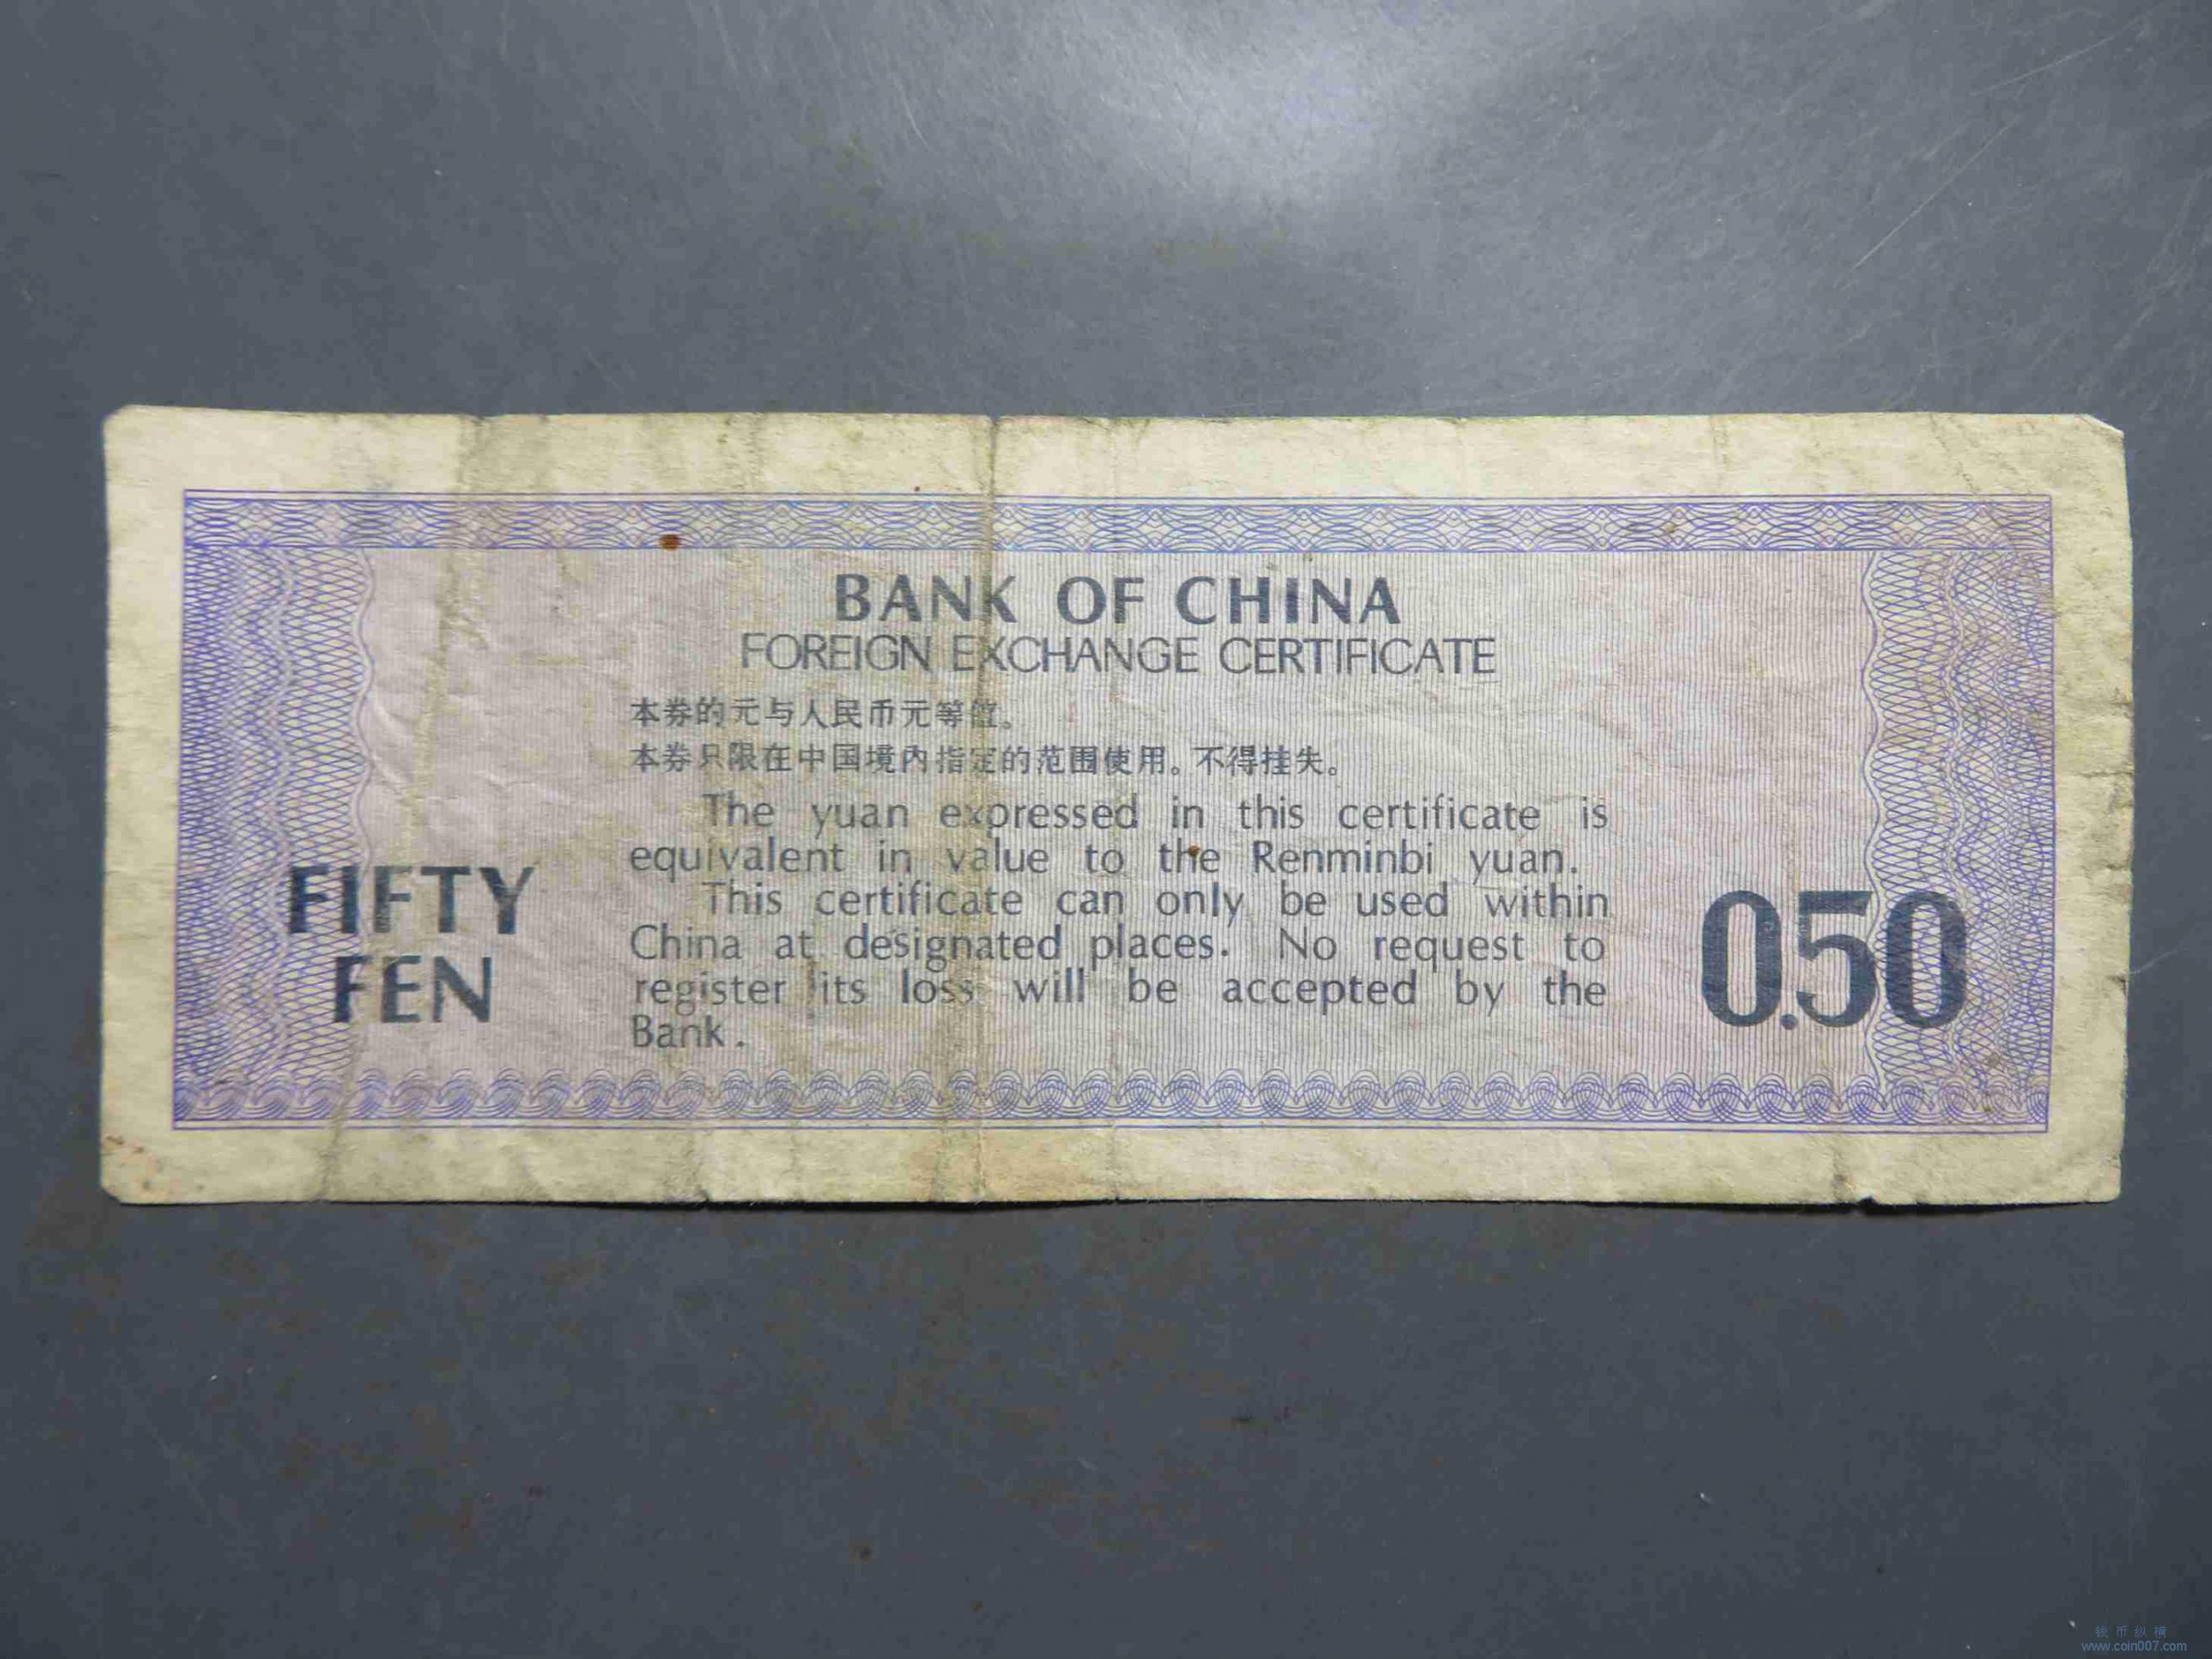 BANK OF CHINA
FOREIGN EXCHANGE CERTIFICATE
本券的元与人民币元等值。
本券只限在中国境内指定的范围使用。不得挂失。
The yuan expressed in this certificate is
equivalent in value to the Renminbi yuan.
This certificate can only be used within
China at designated places. No request to
register its loss will be accepted by the
Bank.
FIFTY
FEN
0.50
钱币纵横
www.coin007.com